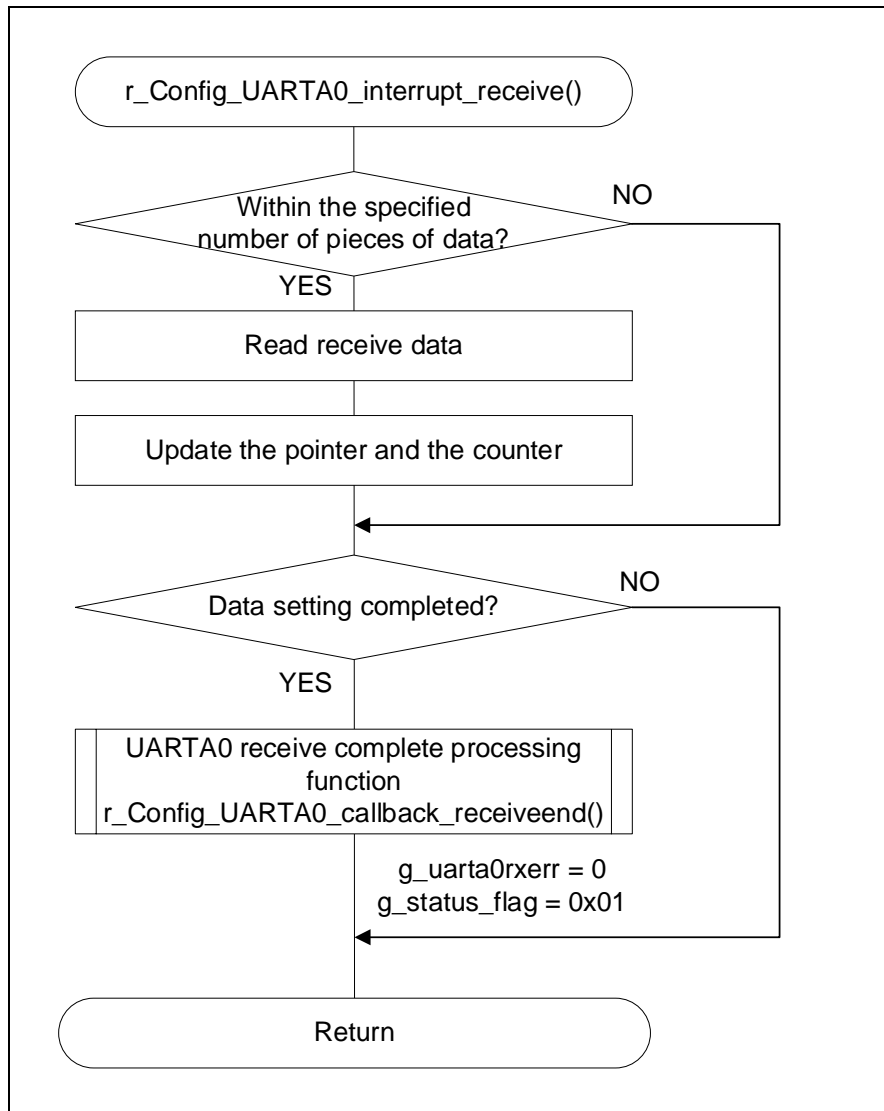 r_Config_UARTA0_interrupt_receive()
Within the specified
number of pieces of data?
NO
YES
Read receive data
Update the pointer and the counter
Data setting completed?
NO
YES
UARTA0 receive complete processing
function
r_Config_UARTA0_callback_receiveend()
g_uarta0rxerr = 0
g_status_flag = 0x01
Return